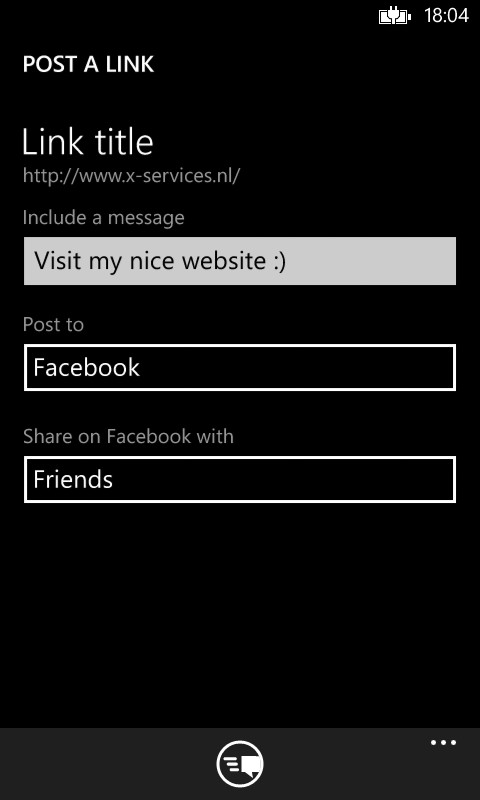 18:04
POST A LINK
Link title
http://www.x-services.nl/
Include a message
Visit my nice website :)
Post to
Facebook
Share on Facebook with
Friends